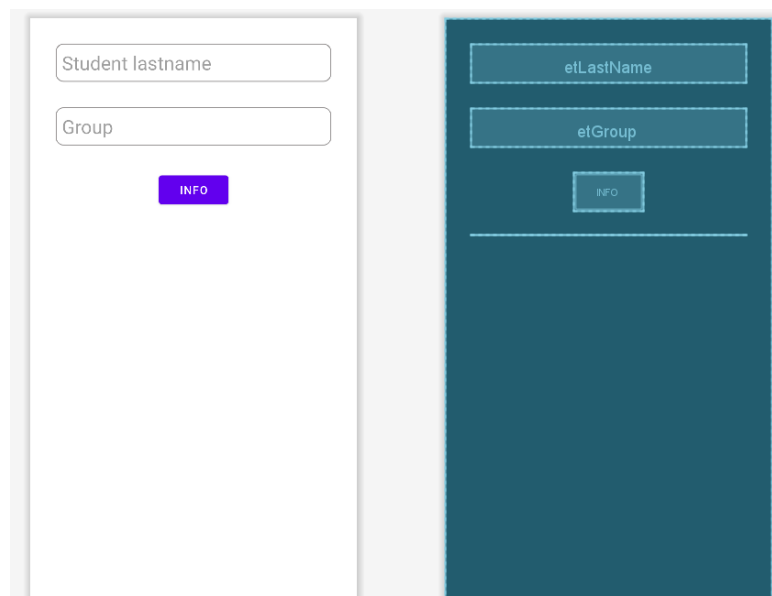 Student lastname
Group
INFO
etLastName
etGroup
INFO